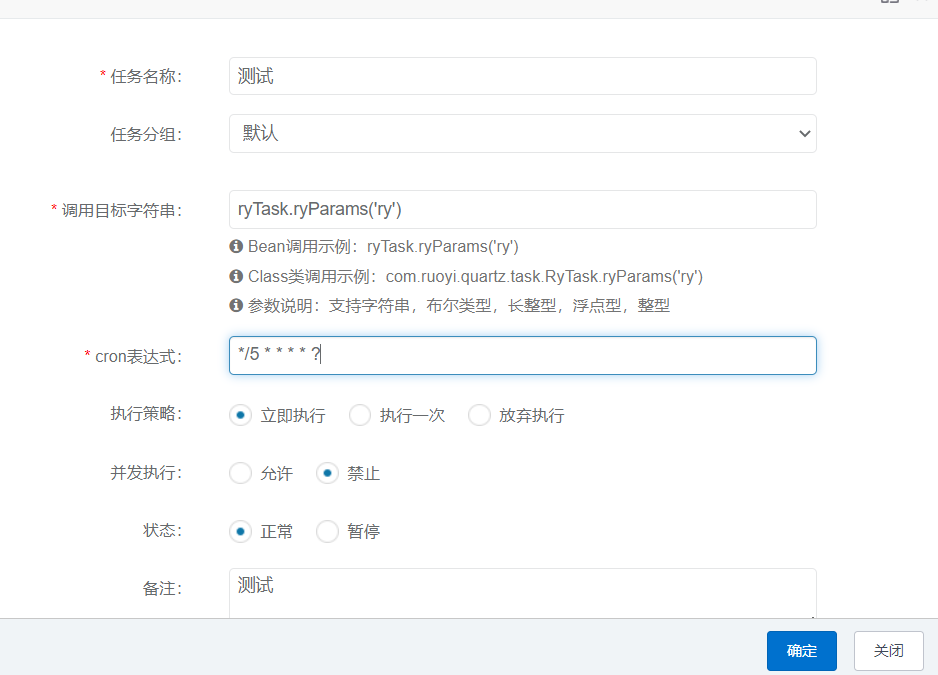 * 任务名称： 测试
任务分组： 默认
* 调用目标字符串： ryTask.ryParams('ry')
Bean调用示例：ryTask.ryParams('ry')
Class类调用示例：com.ruoyi.quartz.task.RyTask.ryParams('ry')
参数说明：支持字符串，布尔类型，长整型，浮点型，整型
* cron表达式： */5 * * * * ?
执行策略： 立即执行 执行一次 放弃执行
并发执行： 允许 禁止
状态： 正常 暂停
备注： 测试
确定 关闭